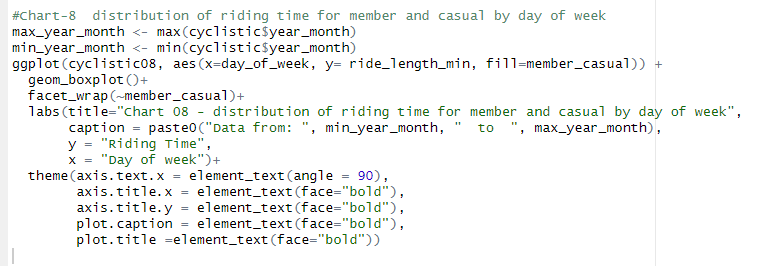 #Chart-8  distribution of riding time for member and casual by day of week
max_year_month <- max(cyclistic$year_month)
min_year_month <- min(cyclistic$year_month)
ggplot(cyclistic08, aes(x=day_of_week, y= ride_length_min, fill=member_casual)) +
  geom_boxplot()+
  facet_wrap(~member_casual)+
  labs(title="Chart 08 - distribution of riding time for member and casual by day of week",
       caption = paste0("Data from: ", min_year_month, "  to  ", max_year_month),
       y = "Riding Time",
       x = "Day of week")+
  theme(axis.text.x = element_text(angle = 90),
        axis.title.x = element_text(face="bold"),
        axis.title.y = element_text(face="bold"),
        plot.caption = element_text(face="bold"),
        plot.title =element_text(face="bold"))